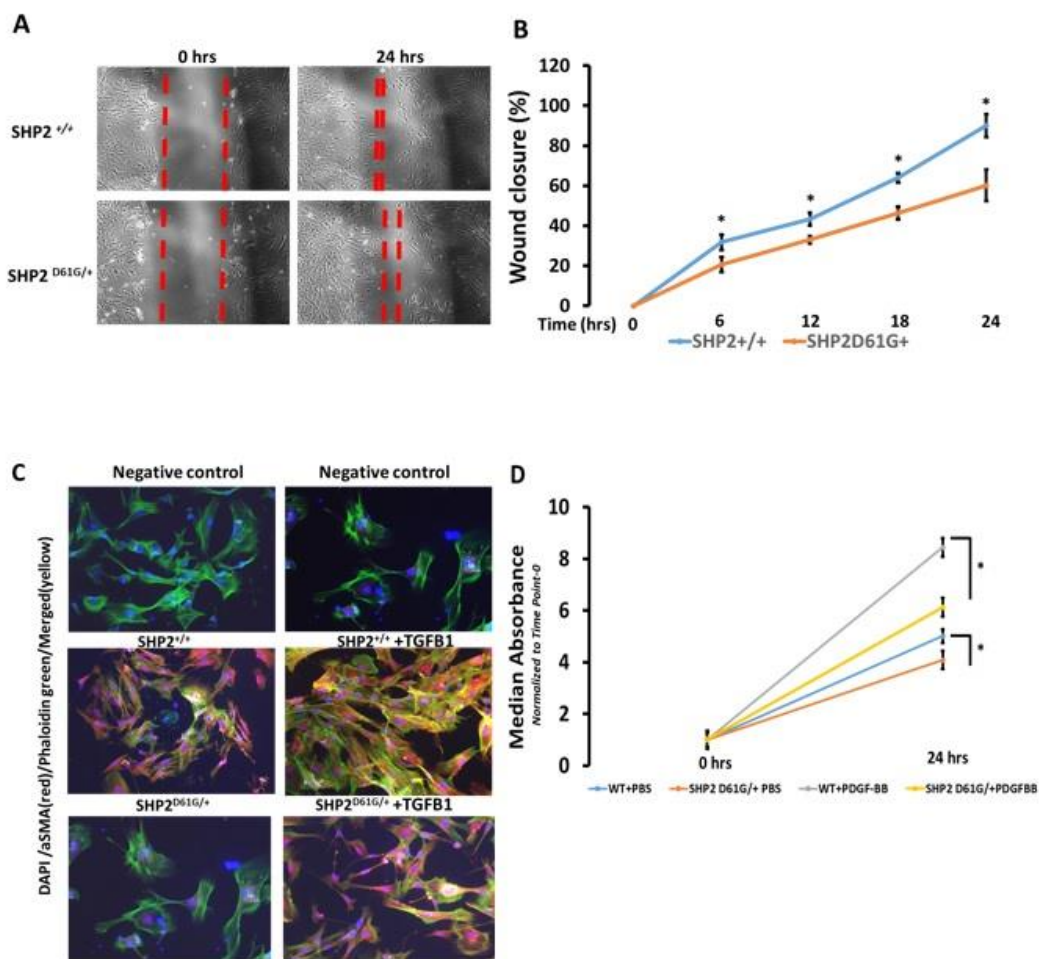 A
0 hrs
24 hrs
SHP2 +/+
SHP2 D61G/+
B
120
100
80
60
40
20
0
Wound closure (%)
* * * *
Time (hrs) 0 6 12 18 24
SHP2+/+ SHP2D61G+
C
Negative control Negative control
SHP2+/+ SHP2+/+ +TGFB1
SHP2D61G/+ SHP2D61G/+ +TGFB1
DAPI /aSMA(red)/Phaloidin green/Merged(yellow)
D
10
8
6
4
2
0
Median Absorbance
Normalized to Time Point-0
*
*
0 hrs 24 hrs
WT+PBS SHP2 D61G/+ PBS WT+PDGF-BB SHP2 D61G/+PDGFBB